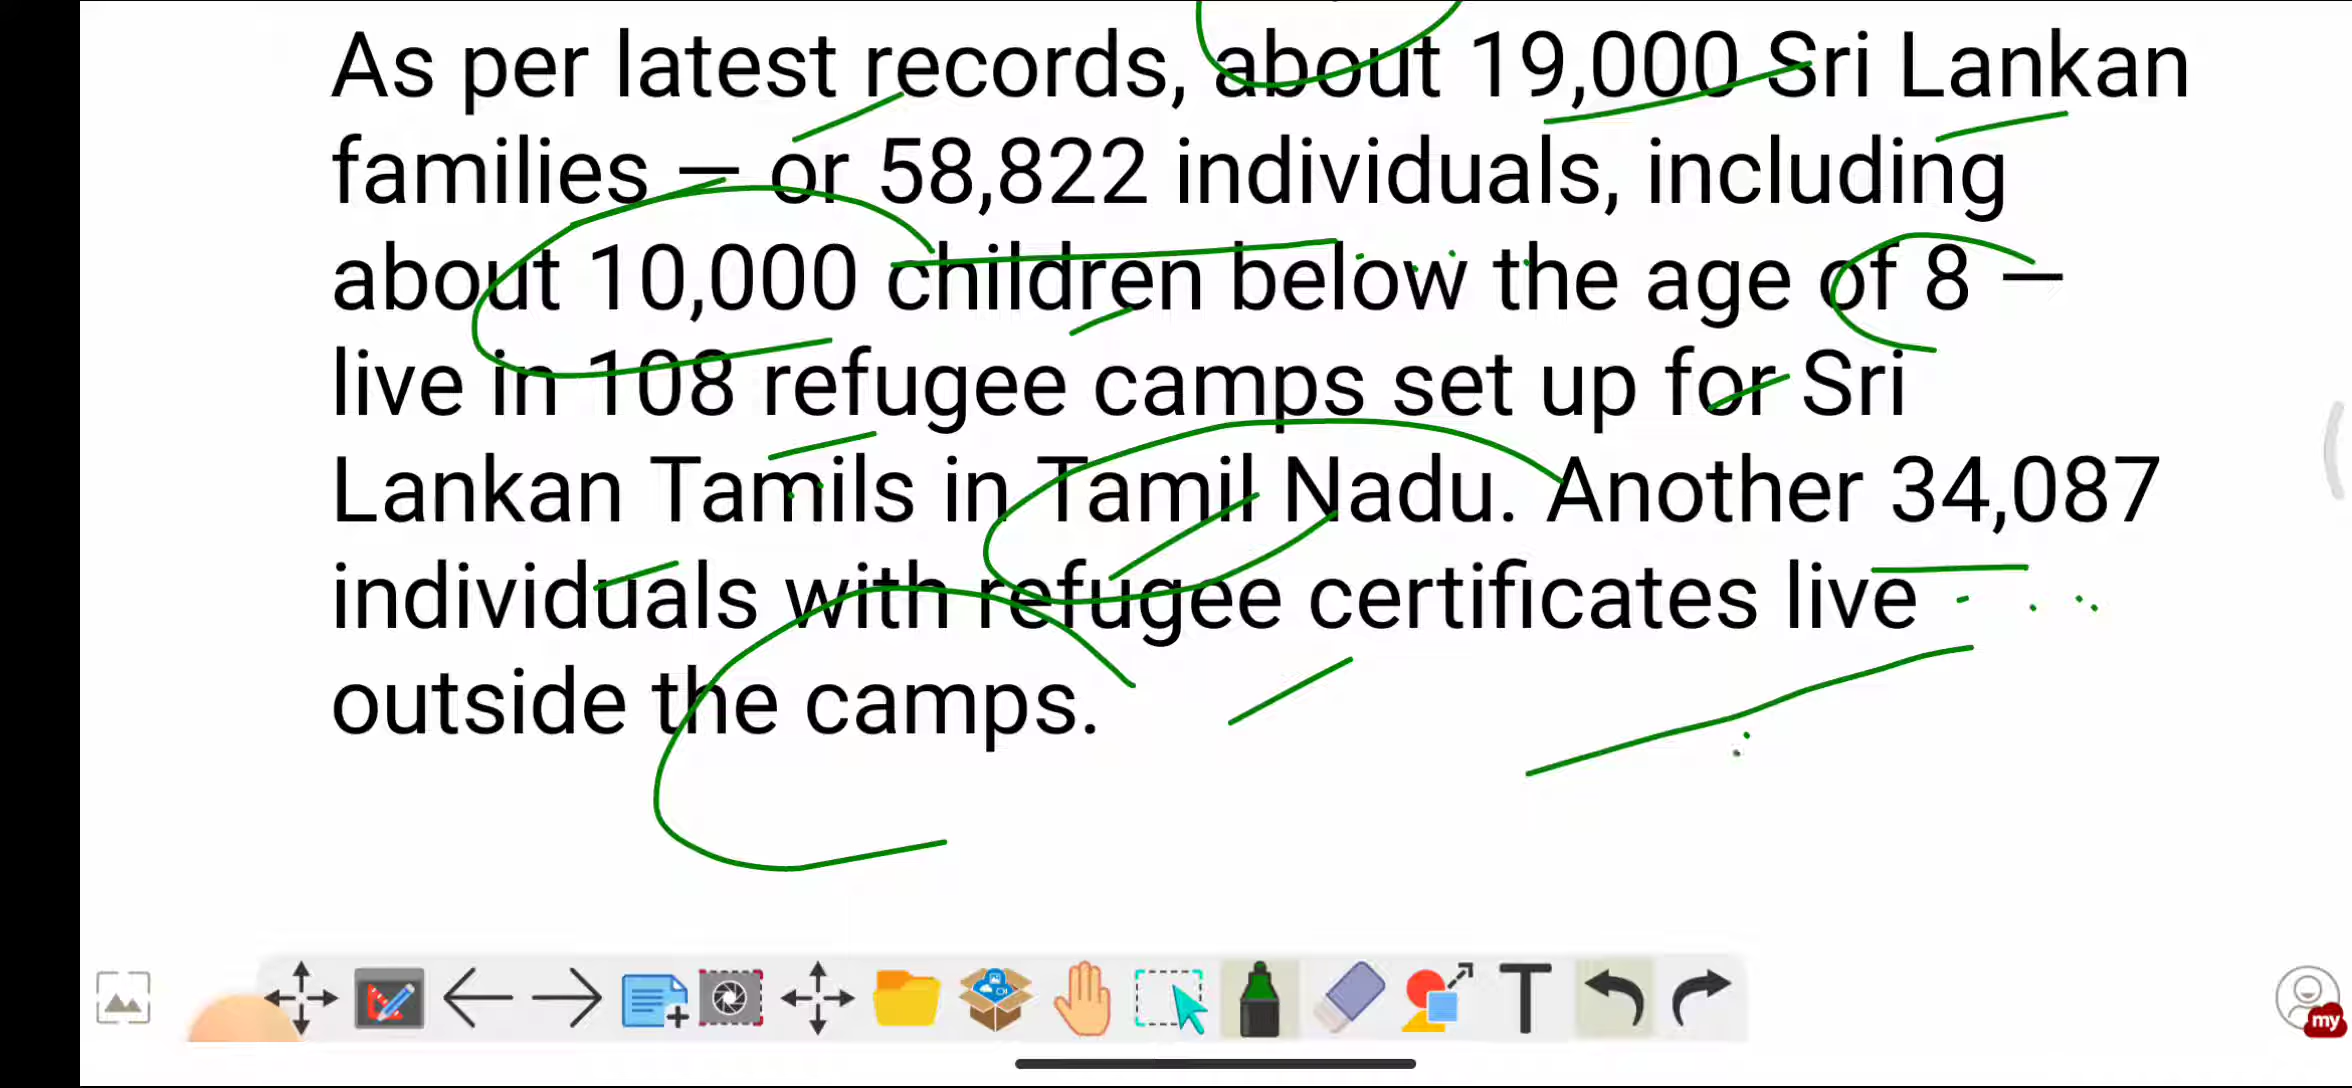 As per latest records, about 19,000 Sri Lankan
families — or 58,822 individuals, including
about 10,000 children below the age of 8 —
live in 108 refugee camps set up for Sri
Lankan Tamils in Tamil Nadu. Another 34,087
individuals with refugee certificates live
outside the camps.
T
my